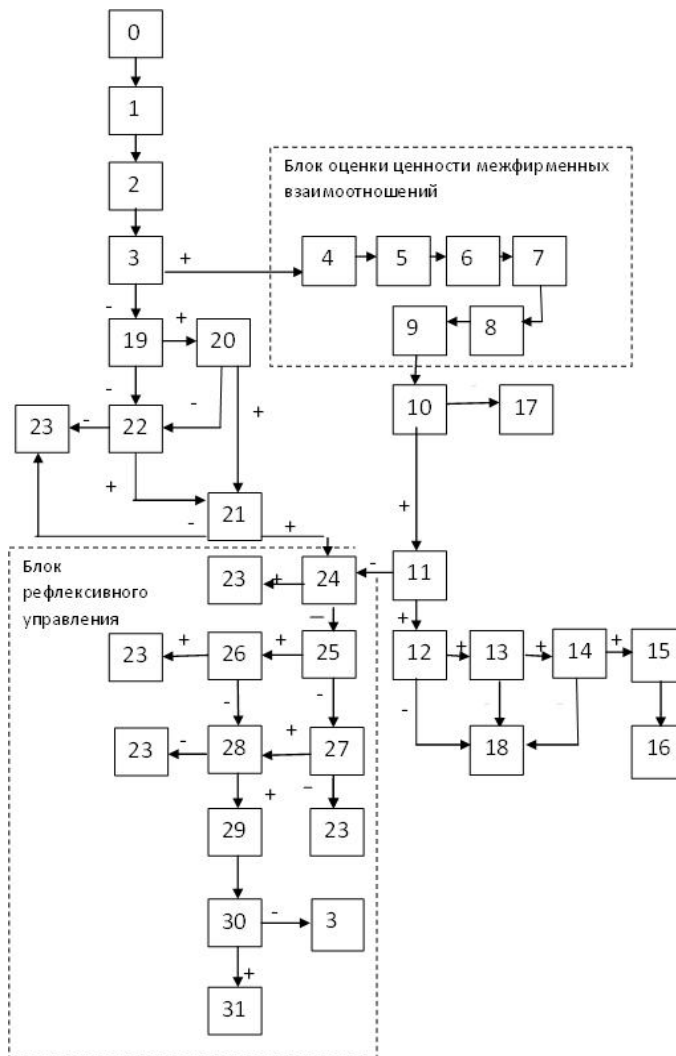 0
1
2
Блок оценки ценности межфирменных
взаимоотношений
3 + 4 5 6 7
-
19 + 20 9 8
- - +
23 - 22 10 17
+ 21 +
- +
Блок
рефлексивного
управления
23 + 24 - 11
– +
23 + 26 + 25 12 + 13 + 14 + 15
- - -
23 - 28 + 27 18 16
+ –
29 23
30 - 3
+
31